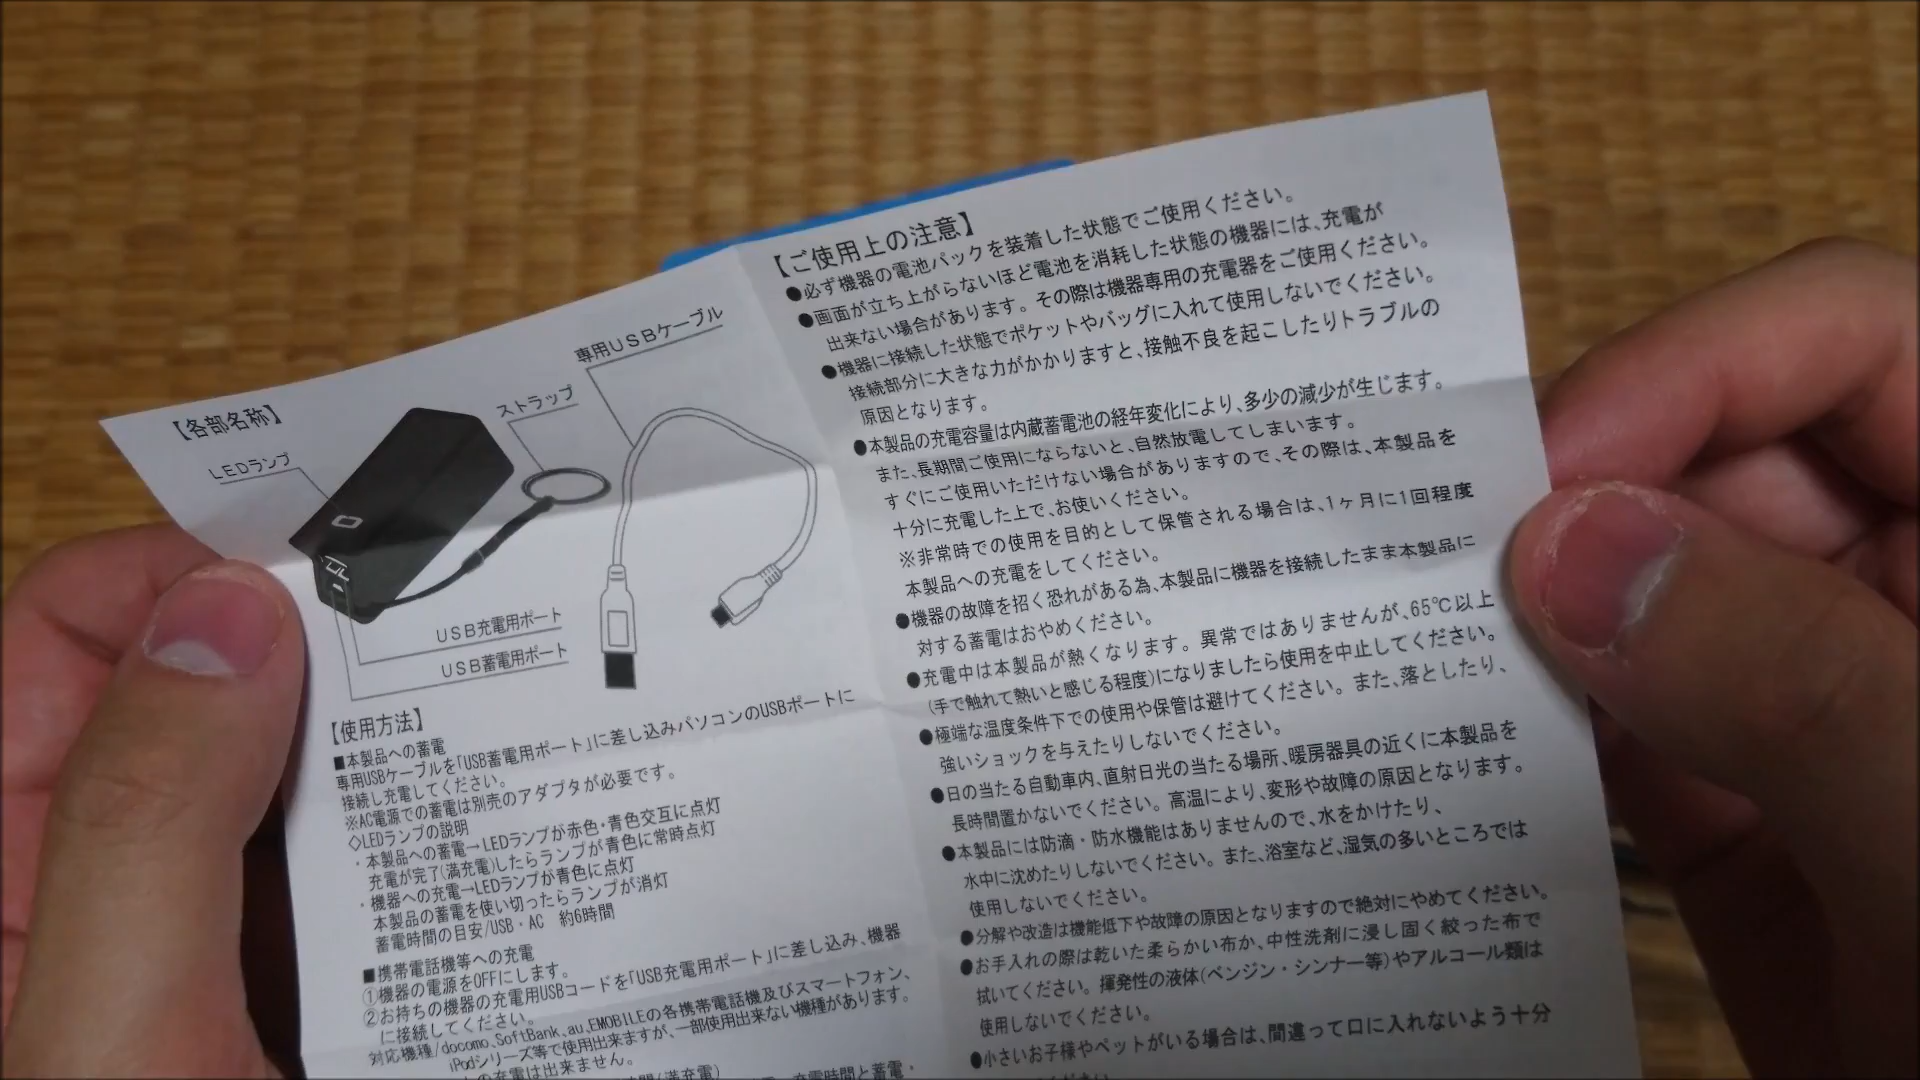 【各部名称】
LEDランプ
ストラップ
専用USBケーブル
USB充電用ポート
USB蓄電用ポート
【使用方法】
■本製品への蓄電
専用USBケーブルを「USB蓄電用ポート」に差し込みパソコンのUSBポートに
接続し充電してください。
※AC電源での蓄電は別売のアダプタが必要です。
◇LEDランプの説明
・本製品への蓄電→LEDランプが赤色・青色交互に点灯
充電が完了(満充電)したらランプが青色に常時点灯
・機器への充電→LEDランプが青色に点灯
本製品の蓄電を使い切ったらランプが消灯
蓄電時間の目安/USB・AC 約6時間
■携帯電話機等への充電
①機器の電源をOFFにします。
②お持ちの機器の充電用USBコードを「USB充電用ポート」に差し込み、機器
に接続してください。
対応機種/docomo、SoftBank、au、EMOBILEの各携帯電話機及びスマートフォン、
iPodシリーズ等で使用出来ますが、一部使用出来ない機種があります。
の充電は出来ません。
(満充電)
充電時間と蓄電・
【ご使用上の注意】
●必ず機器の電池パックを装着した状態でご使用ください。
●画面が立ち上がらないほど電池を消耗した状態の機器には、充電が
出来ない場合があります。その際は機器専用の充電器をご使用ください。
●機器に接続した状態でポケットやバッグに入れて使用しないでください。
接続部分に大きな力がかかりますと、接触不良を起こしたりトラブルの
原因となります。
●本製品の充電容量は内蔵蓄電池の経年変化により、多少の減少が生じます。
また、長期間ご使用にならないと、自然放電してしまいます。
すぐにご使用いただけない場合がありますので、その際は、本製品を
十分に充電した上で、お使いください。
※非常時での使用を目的として保管される場合は、1ヶ月に1回程度
本製品への充電をしてください。
●機器の故障を招く恐れがある為、本製品に機器を接続したまま本製品に
対する蓄電はおやめください。
●充電中は本製品が熱くなります。異常ではありませんが、65℃以上
(手で触れて熱いと感じる程度)になりましたら使用を中止してください。
●極端な温度条件下での使用や保管は避けてください。また、落としたり、
強いショックを与えたりしないでください。
●日の当たる自動車内、直射日光の当たる場所、暖房器具の近くに本製品を
長時間置かないでください。高温により、変形や故障の原因となります。
●本製品には防滴・防水機能はありませんので、水をかけたり、
水中に沈めたりしないでください。また、浴室など、湿気の多いところでは
使用しないでください。
●分解や改造は機能低下や故障の原因となりますので絶対にやめてください。
●お手入れの際は乾いた柔らかい布か、中性洗剤に浸し固く絞った布で
拭いてください。揮発性の液体(ベンジン・シンナー等)やアルコール類は
使用しないでください。
●小さいお子様やペットがいる場合は、間違って口に入れないよう十分